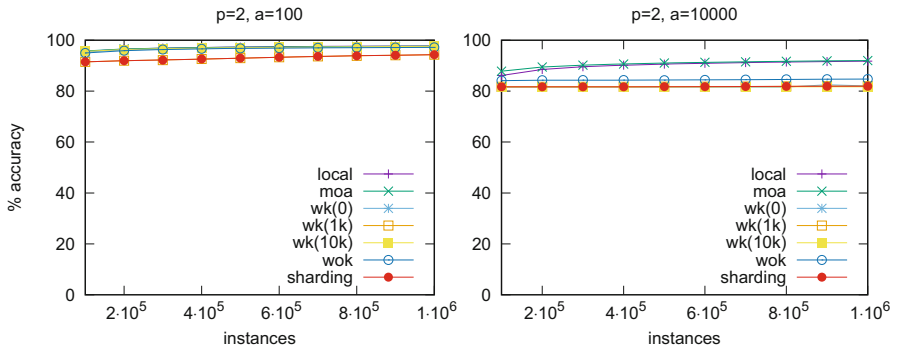 p=2, a=100
100
80
60
40
20
0
% accuracy
local
moa
wk(0)
wk(1k)
wk(10k)
wok
sharding
2·10⁵
4·10⁵
6·10⁵
8·10⁵
1·10⁶
instances
p=2, a=10000
100
80
60
40
20
0
local
moa
wk(0)
wk(1k)
wk(10k)
wok
sharding
2·10⁵
4·10⁵
6·10⁵
8·10⁵
1·10⁶
instances